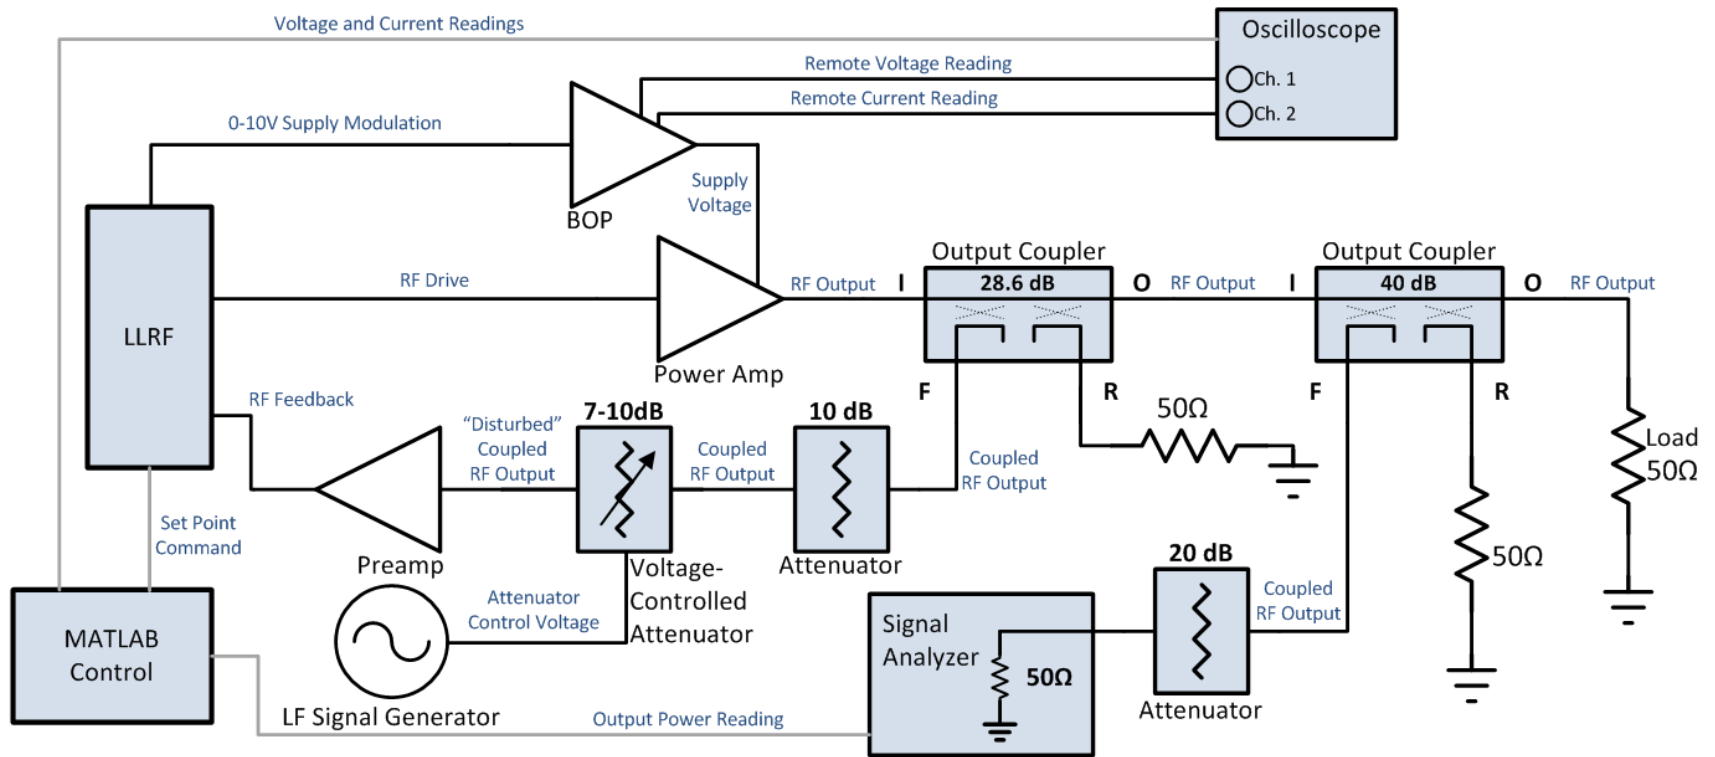 Voltage and Current Readings
Oscilloscope
Remote Voltage Reading
Ch. 1
Remote Current Reading
Ch. 2
0-10V Supply Modulation
BOP
Supply
Voltage
LLRF
RF Drive
Power Amp
RF Output
I
Output Coupler
28.6 dB
O
RF Output
I
Output Coupler
40 dB
O
RF Output
F
R
F
R
50Ω
Load
50Ω
RF Feedback
"Disturbed"
Coupled
RF Output
7-10dB
Coupled
RF Output
10 dB
Coupled
RF Output
Set Point
Command
Preamp
Voltage-
Controlled
Attenuator
Attenuator
20 dB
50Ω
Attenuator
Control Voltage
Coupled
RF Output
MATLAB
Control
LF Signal Generator
Output Power Reading
Signal
Analyzer
50Ω
Attenuator